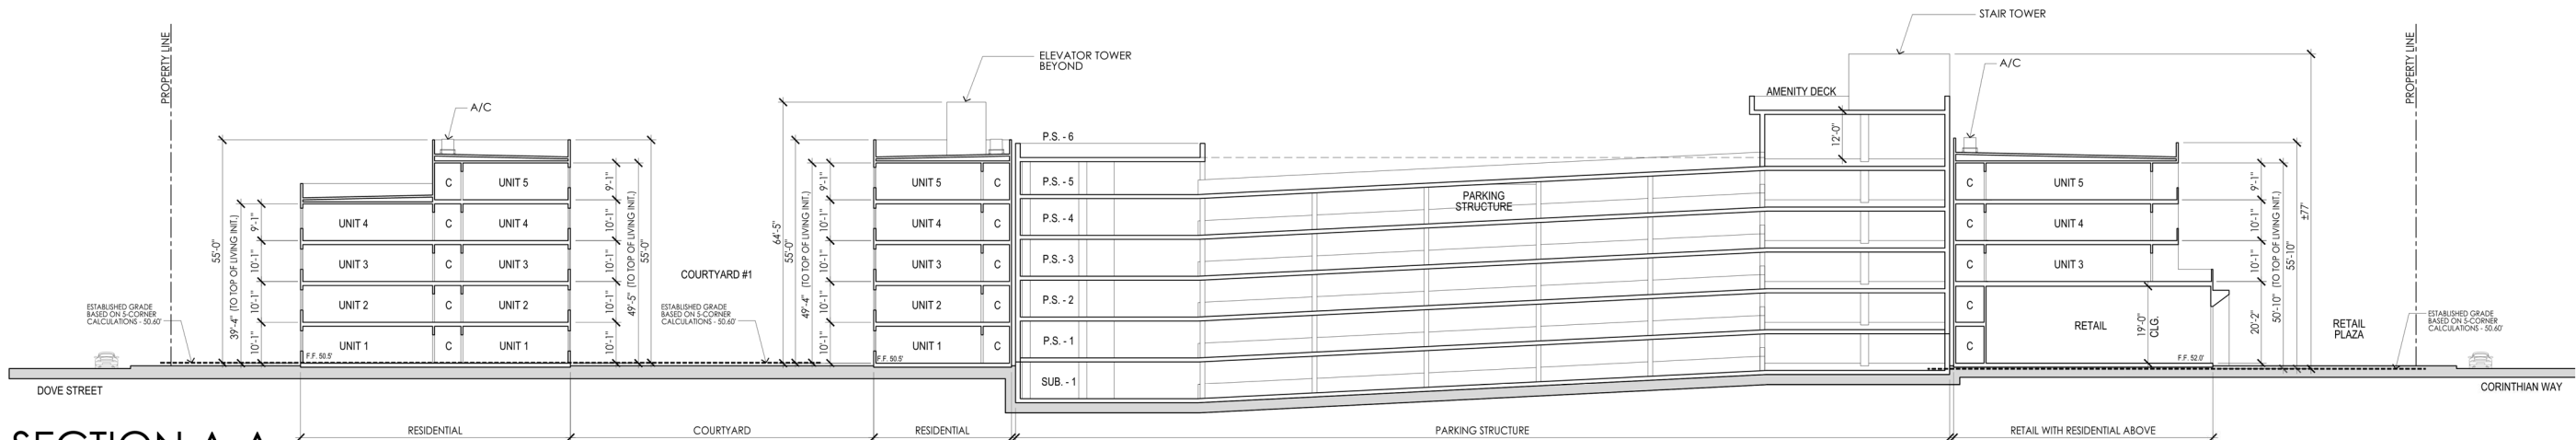 STAIR TOWER
ELEVATOR TOWER
BEYOND
A/C
A/C
PROPERTY LINE
PROPERTY LINE
AMENITY DECK
12'-0"
±77'
64'-5"
55'-0"
39'-4" (TO TOP OF LIVING INIT.)
9'-1"
10'-1"
10'-1"
10'-1"
C UNIT 5
UNIT 4 C UNIT 4
UNIT 3 C UNIT 3
UNIT 2 C UNIT 2
UNIT 1 C UNIT 1
F.F. 50.5'
9'-1"
10'-1"
10'-1"
10'-1"
10'-1"
49'-5" (TO TOP OF LIVING INIT.)
55'-0"
COURTYARD #1
ESTABLISHED GRADE
BASED ON 5-CORNER
CALCULATIONS - 50.60'
ESTABLISHED GRADE
BASED ON 5-CORNER
CALCULATIONS - 50.60'
55'-0"
49'-4" (TO TOP OF LIVING INIT.)
9'-1"
10'-1"
10'-1"
10'-1"
10'-1"
UNIT 5 C
UNIT 4 C
UNIT 3 C
UNIT 2 C
UNIT 1 C
F.F. 50.5'
P.S. - 6
P.S. - 5
P.S. - 4
P.S. - 3
P.S. - 2
P.S. - 1
SUB. - 1
PARKING
STRUCTURE
C UNIT 5
C UNIT 4
C UNIT 3
C
C
RETAIL
19'-0"
CLG.
F.F. 52.0'
9'-1"
10'-1"
10'-1"
20'-2"
50'-10" (TO TOP OF LIVING INIT.)
55'-10"
RETAIL
PLAZA
ESTABLISHED GRADE
BASED ON 5-CORNER
CALCULATIONS - 50.60'
DOVE STREET
CORINTHIAN WAY
RESIDENTIAL
COURTYARD
RESIDENTIAL
PARKING STRUCTURE
RETAIL WITH RESIDENTIAL ABOVE
SECTION A-A